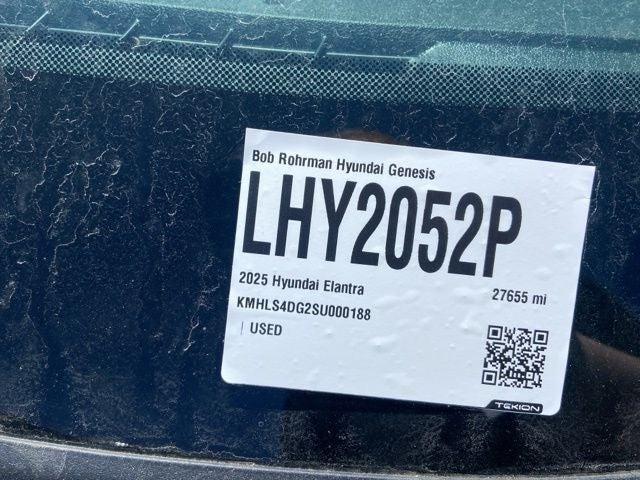 Bob Rohrman Hyundai Genesis
LHY2052P
2025 Hyundai Elantra
27655 mi
KMHLS4DG2SU000188
| USED
TEKION